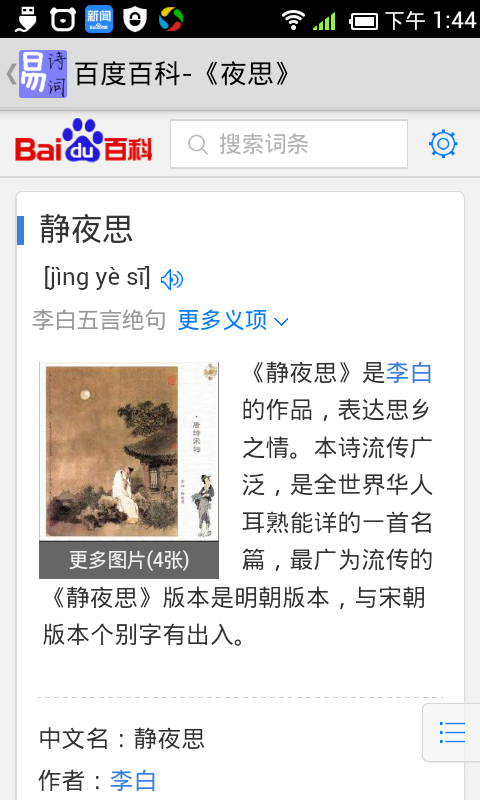 新闻
下午 1:44
易 诗词 百度百科-《夜思》
Baidu百科 搜索词条
静夜思
[jìng yè sī]
李白五言绝句 更多义项
《静夜思》是李白
的作品，表达思乡
之情。本诗流传广
泛，是全世界华人
耳熟能详的一首名
篇，最广为流传的
唐诗宋词
更多图片(4张)
《静夜思》版本是明朝版本，与宋朝
版本个别字有出入。
中文名：静夜思
作者：李白